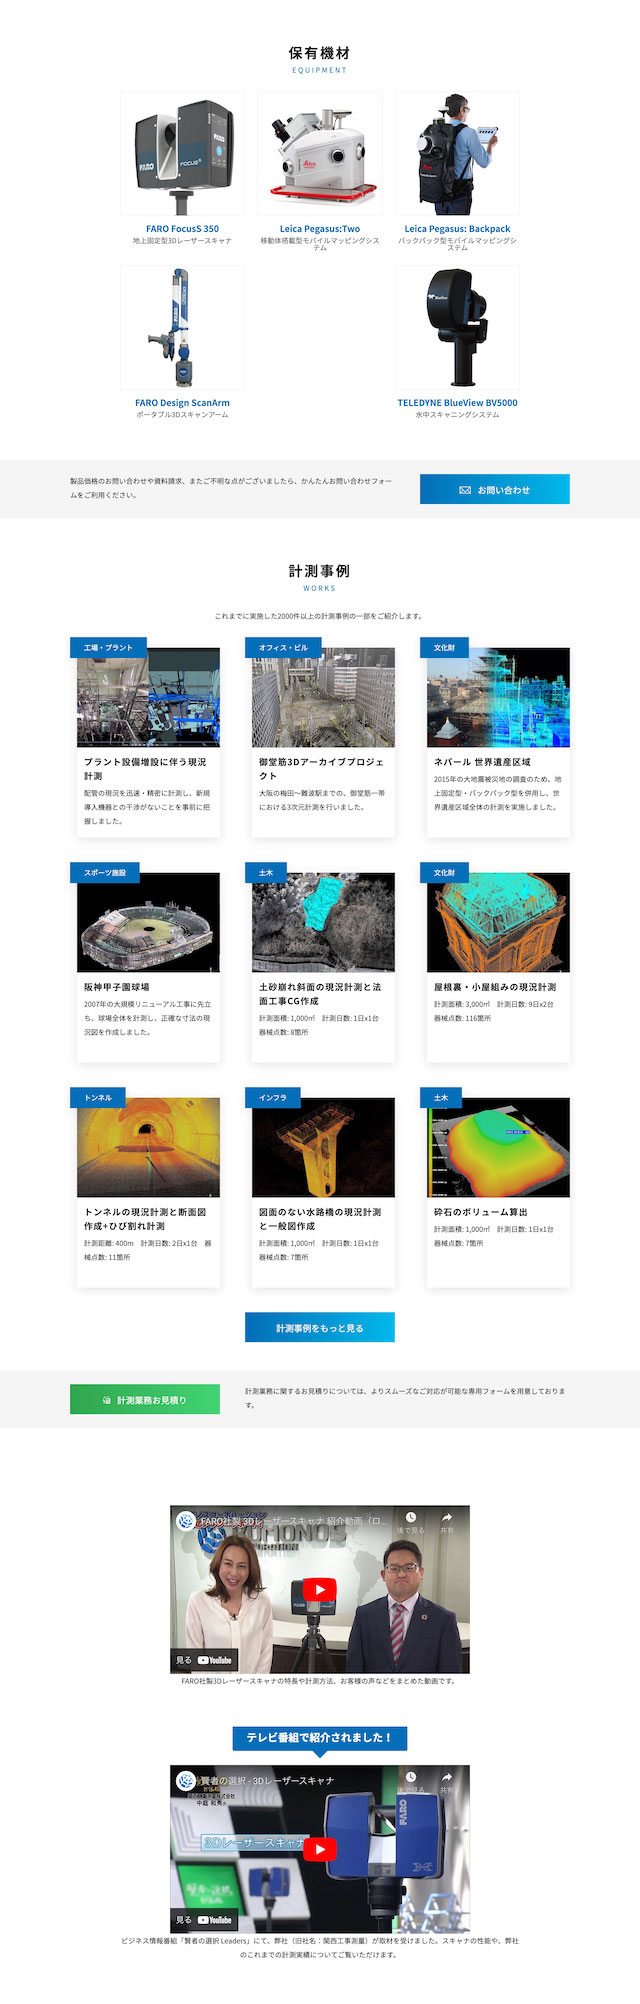 保有機材
EQUIPMENT
FARO
FOCUS
Leica
FARO FocusS 350
地上固定型3Dレーザースキャナ
Leica Pegasus:Two
移動体搭載型モバイルマッピングシス
テム
Leica Pegasus: Backpack
バックパック型モバイルマッピングシ
ステム
FARO
FARO Design ScanArm
ポータブル3Dスキャンアーム
TELEDYNE BlueView BV5000
水中スキャニングシステム
製品価格のお問い合わせや資料請求、またご不明な点がございましたら、かんたんお問い合わせフォー
ムをご利用ください。
お問い合わせ
計測事例
WORKS
これまでに実施した2000件以上の計測事例の一部をご紹介します。
工場・プラント
プラント設備増設に伴う現況
計測
配管の現況を迅速・精密に計測し、新規
導入機器との干渉がないことを事前に把
握しました。
オフィス・ビル
御堂筋3Dアーカイブプロジェ
クト
大阪の梅田～難波駅までの、御堂筋一帯
における3次元計測を行いました。
文化財
ネパール 世界遺産区域
2015年の大地震被災地の調査のため、地
上固定型・バックパック型を併用し、世
界遺産区域全体の計測を実施しました。
スポーツ施設
阪神甲子園球場
2007年の大規模リニューアル工事に先立
ち、球場全体を計測し、正確な寸法の現
況図を作成しました。
土木
土砂崩れ斜面の現況計測と法
面工事CG作成
計測面積: 1,000㎡　計測日数: 1日x1台
器械点数: 8箇所
文化財
屋根裏・小屋組みの現況計測
計測面積: 3,000㎡　計測日数: 9日x2台
器械点数: 116箇所
トンネル
トンネルの現況計測と断面図
作成+ひび割れ計測
計測距離: 400m　計測日数: 2日x1台　器
械点数: 11箇所
インフラ
図面のない水路橋の現況計測
と一般図作成
計測面積: 1,000㎡　計測日数: 1日x1台
器械点数: 7箇所
土木
砕石のボリューム算出
計測面積: 1,000㎡　計測日数: 1日x1台
器械点数: 7箇所
計測事例をもっと見る
計測業務お見積り
計測業務に関するお見積りについては、よりスムーズなご対応が可能な専用フォームを用意しておりま
す。
FARO社製 3Dレーザースキャナ 紹介動画（ロ...
後で見る
共有
見る
YouTube
FARO社製3Dレーザースキャナの特長や計測方法、お客様の声などをまとめた動画です。
テレビ番組で紹介されました！
賢者の選択 - 3Dレーザースキャナ
後で見る
共有
中庭 和秀
3Dレーザースキャナ
FARO
見る
YouTube
ビジネス情報番組「賢者の選択 Leaders」にて、弊社（旧社名：関西工事測量）が取材を受けました。スキャナの性能や、弊社
のこれまでの計測実績についてご覧いただけます。